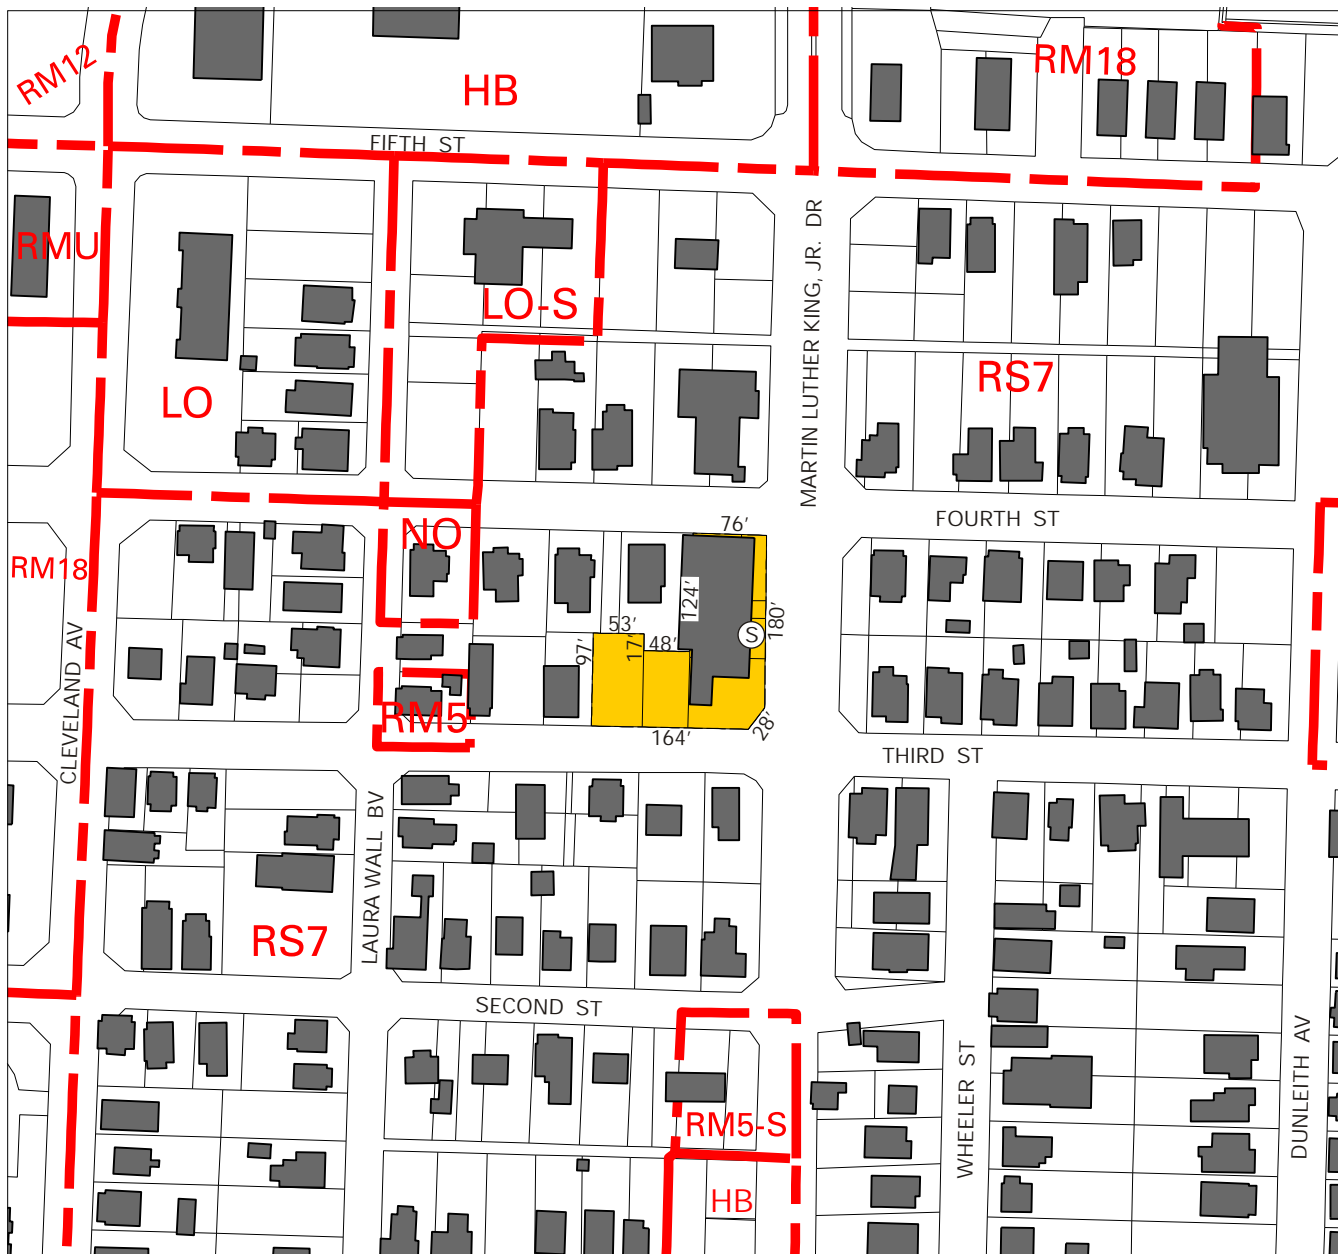 RM12
HB
RM18
FIFTH ST
RMU
LO-S
MARTIN LUTHER KING, JR. DR
LO
RS7
FOURTH ST
NO
76'
RM18
124'
180'
S
53'
17'
48'
97'
CLEVELAND AV
RM5
164'
28'
THIRD ST
LAURA WALL BV
RS7
SECOND ST
WHEELER ST
DUNLEITH AV
RM5-S
HB